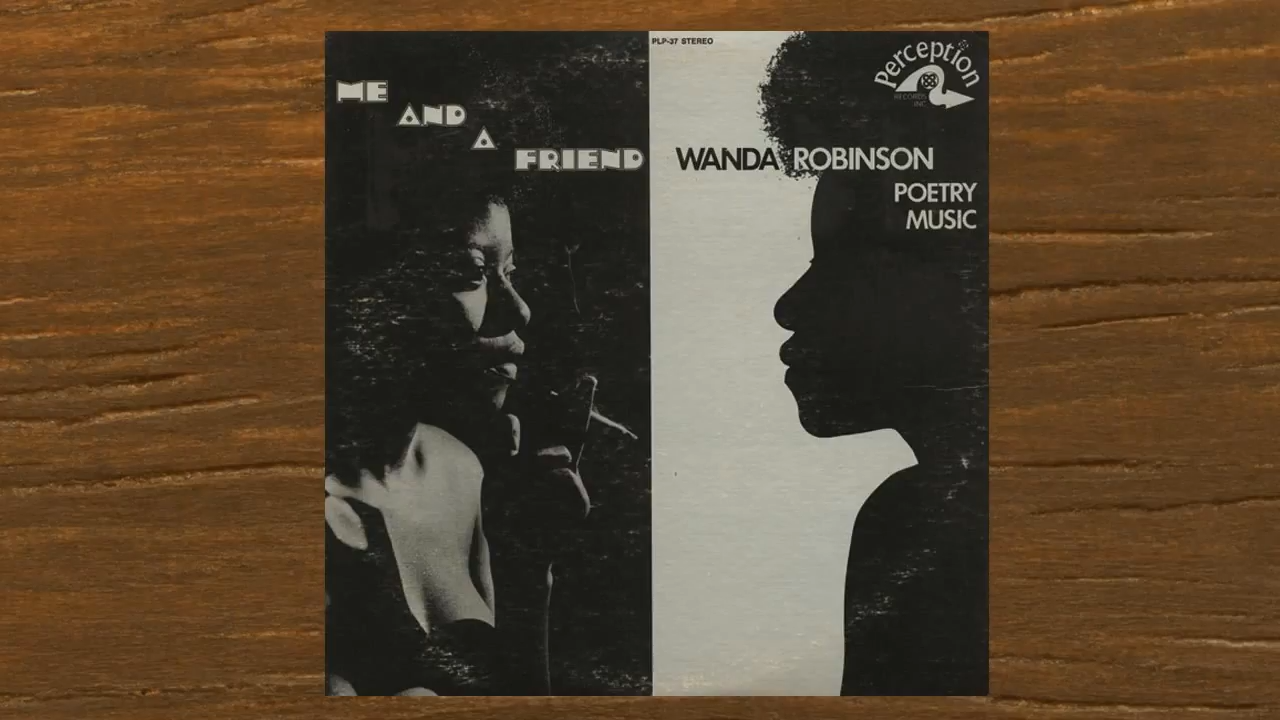 PLP-37 STEREO
Perception
RECORDS
INC
ME
AND
A
FRIEND
WANDA ROBINSON
POETRY
MUSIC